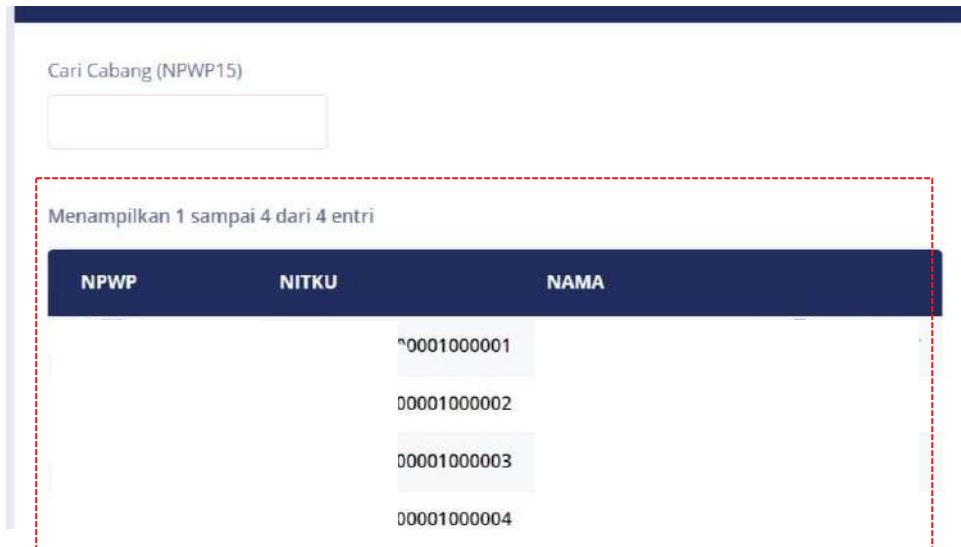 Cari Cabang (NPWP15)
Menampilkan 1 sampai 4 dari 4 entri
NPWP NITKU NAMA
0001000001
00001000002
00001000003
00001000004